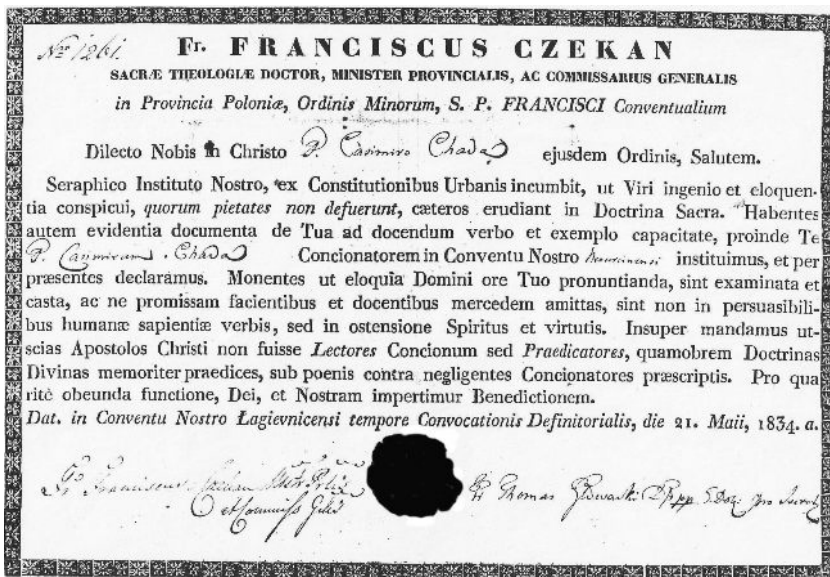 Nro 1261.
Fr. FRANCISCUS CZEKAN
SACRÆ THEOLOGIÆ DOCTOR, MINISTER PROVINCIALIS, AC COMMISSARIUS GENERALIS
in Provincia Poloniæ, Ordinis Minorum, S. P. FRANCISCI Conventualium
Dilecto Nobis in Christo P. Casimiro Chada ejusdem Ordinis, Salutem.
Seraphico Instituto Nostro, ex Constitutionibus Urbanis incumbit, ut Viri ingenio et eloquen-
tia conspicui, quorum pietates non defuerunt, cæteros erudiant in Doctrina Sacra. Habentes
autem evidentia documenta de Tua ad docendum verbo et exemplo capacitate, proinde Te
P. Casimirum Chada Concionatorem in Conventu Nostro instituimus, et per
præsentes declaramus. Monentes ut eloquia Domini ore Tuo pronuntianda, sint examinata et
casta, ac ne promissam facientibus et docentibus mercedem amittas, sint non in persuasibili-
bus humanæ sapientiæ verbis, sed in ostensione Spiritus et virtutis. Insuper mandamus ut-
scias Apostolos Christi non fuisse Lectores Concionum sed Praedicatores, quamobrem Doctrinas
Divinas memoriter praedices, sub poenis contra negligentes Concionatores præscriptis. Pro qua
ritè obeunda functione, Dei, et Nostram impertimur Benedictionem.
Dat. in Conventu Nostro Łagievnicensi tempore Convocationis Definitorialis, die 21. Maii, 1834. a.
Fr Franciscus Czekan
Fr Thomas